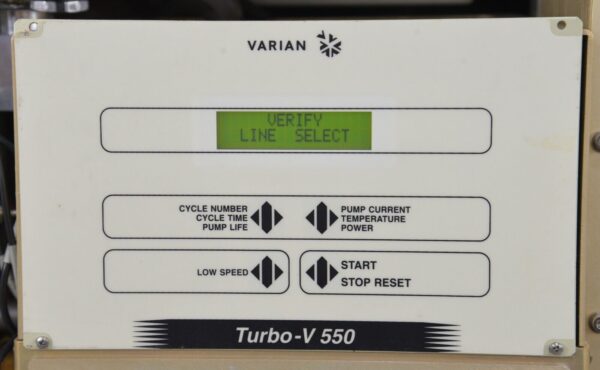 VARIAN
VERIFY
LINE SELECT
CYCLE NUMBER
CYCLE TIME
PUMP LIFE
PUMP CURRENT
TEMPERATURE
POWER
LOW SPEED
START
STOP RESET
Turbo-V 550